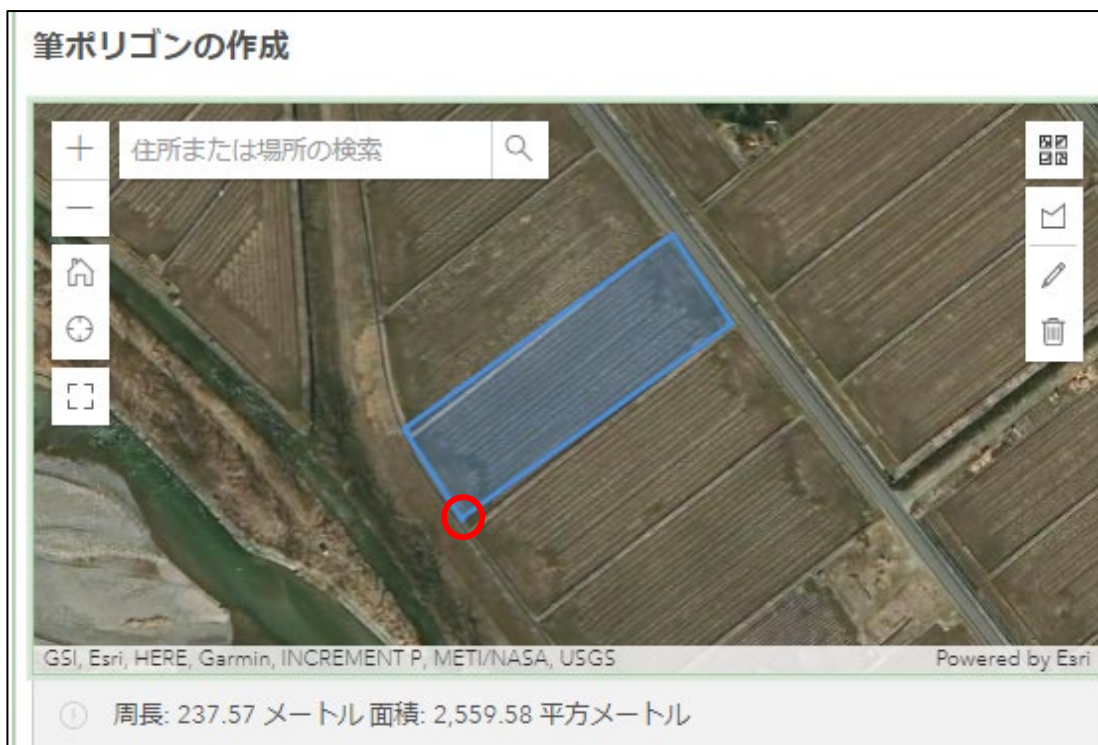 筆ポリゴンの作成
住所または場所の検索
GSI, Esri, HERE, Garmin, INCREMENT P, METI/NASA, USGS
Powered by Esri
周長: 237.57 メートル 面積: 2,559.58 平方メートル